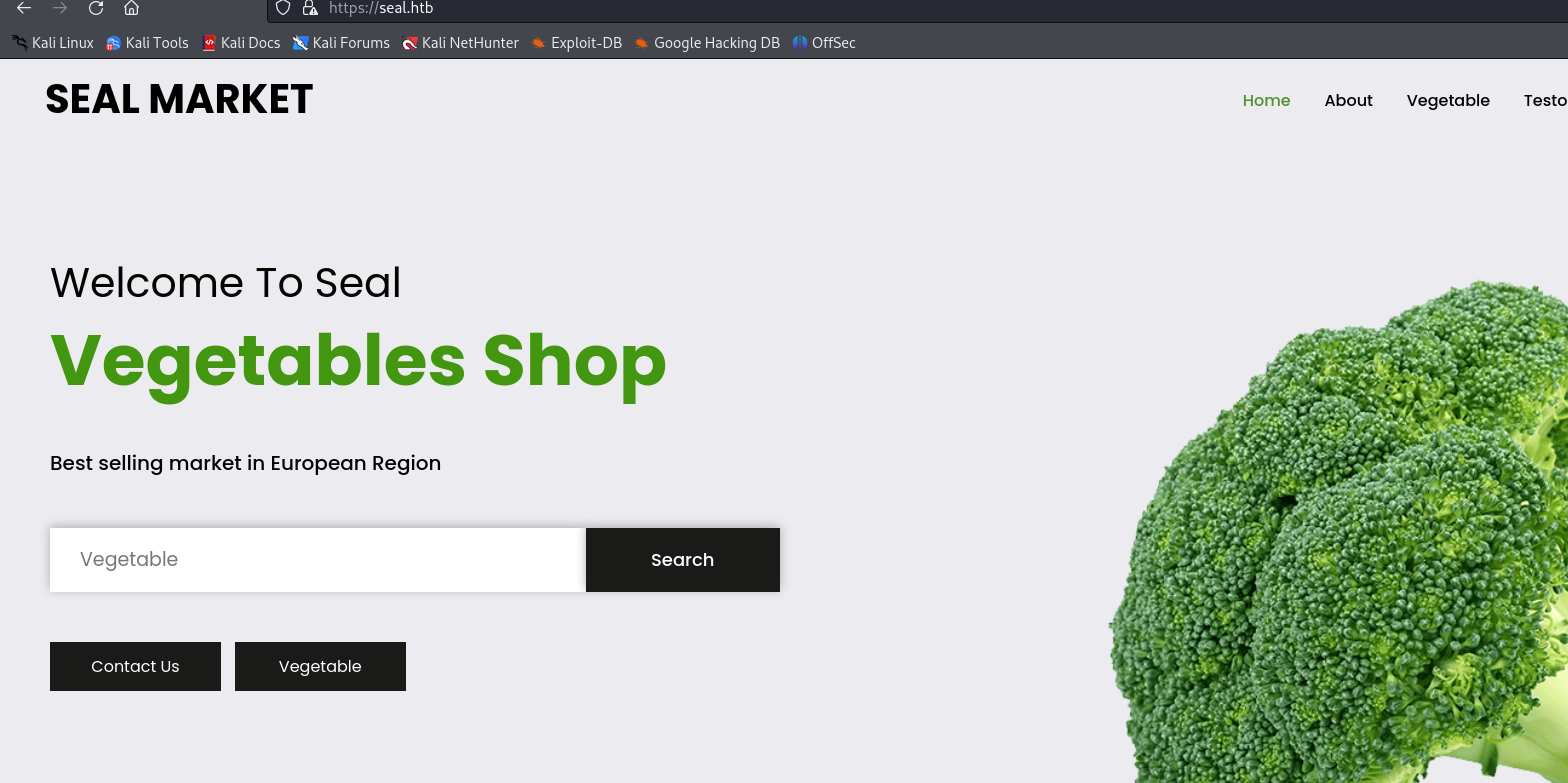 https://seal.htb
Kali Linux Kali Tools Kali Docs Kali Forums Kali NetHunter Exploit-DB Google Hacking DB OffSec
SEAL MARKET Home About Vegetable Testo
Welcome To Seal
Vegetables Shop
Best selling market in European Region
Vegetable Search
Contact Us Vegetable